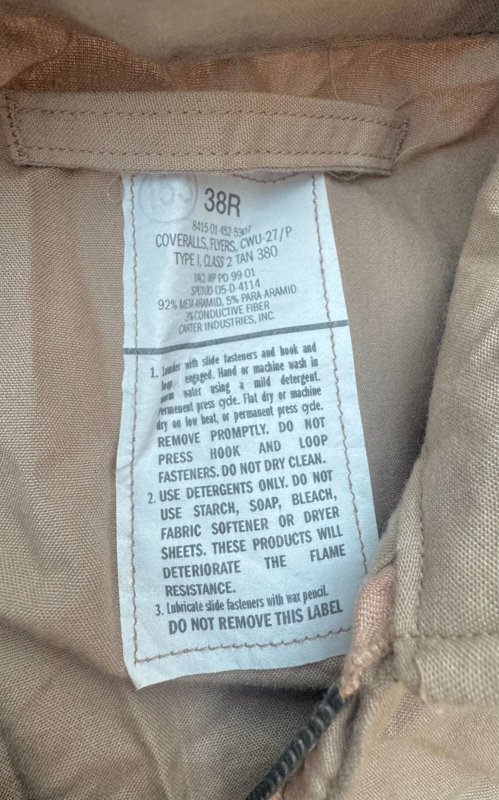 153
38R
8415 01-452-5307
COVERALLS, FLYERS, CWU-27/P
TYPE I, CLASS 2 TAN 380
PD 99-01
SPO100-05-D-4114
92% META ARAMID, 5% PARA-ARAMID
3% CONDUCTIVE FIBER
CARTER INDUSTRIES, INC.
1. Launder with slide fasteners and hook and
loop engaged. Hand or machine wash in
warm water using a mild detergent.
permenent press cycle. Flat dry or machine
dry on low heat, or permanent press cycle.
REMOVE PROMPTLY. DO NOT
PRESS HOOK AND LOOP
FASTENERS. DO NOT DRY CLEAN.
2. USE DETERGENTS ONLY. DO NOT
USE STARCH, SOAP, BLEACH,
FABRIC SOFTENER OR DRYER
SHEETS. THESE PRODUCTS WILL
DETERIORATE THE FLAME
RESISTANCE.
3. Lubricate slide fasteners with wax pencil.
DO NOT REMOVE THIS LABEL